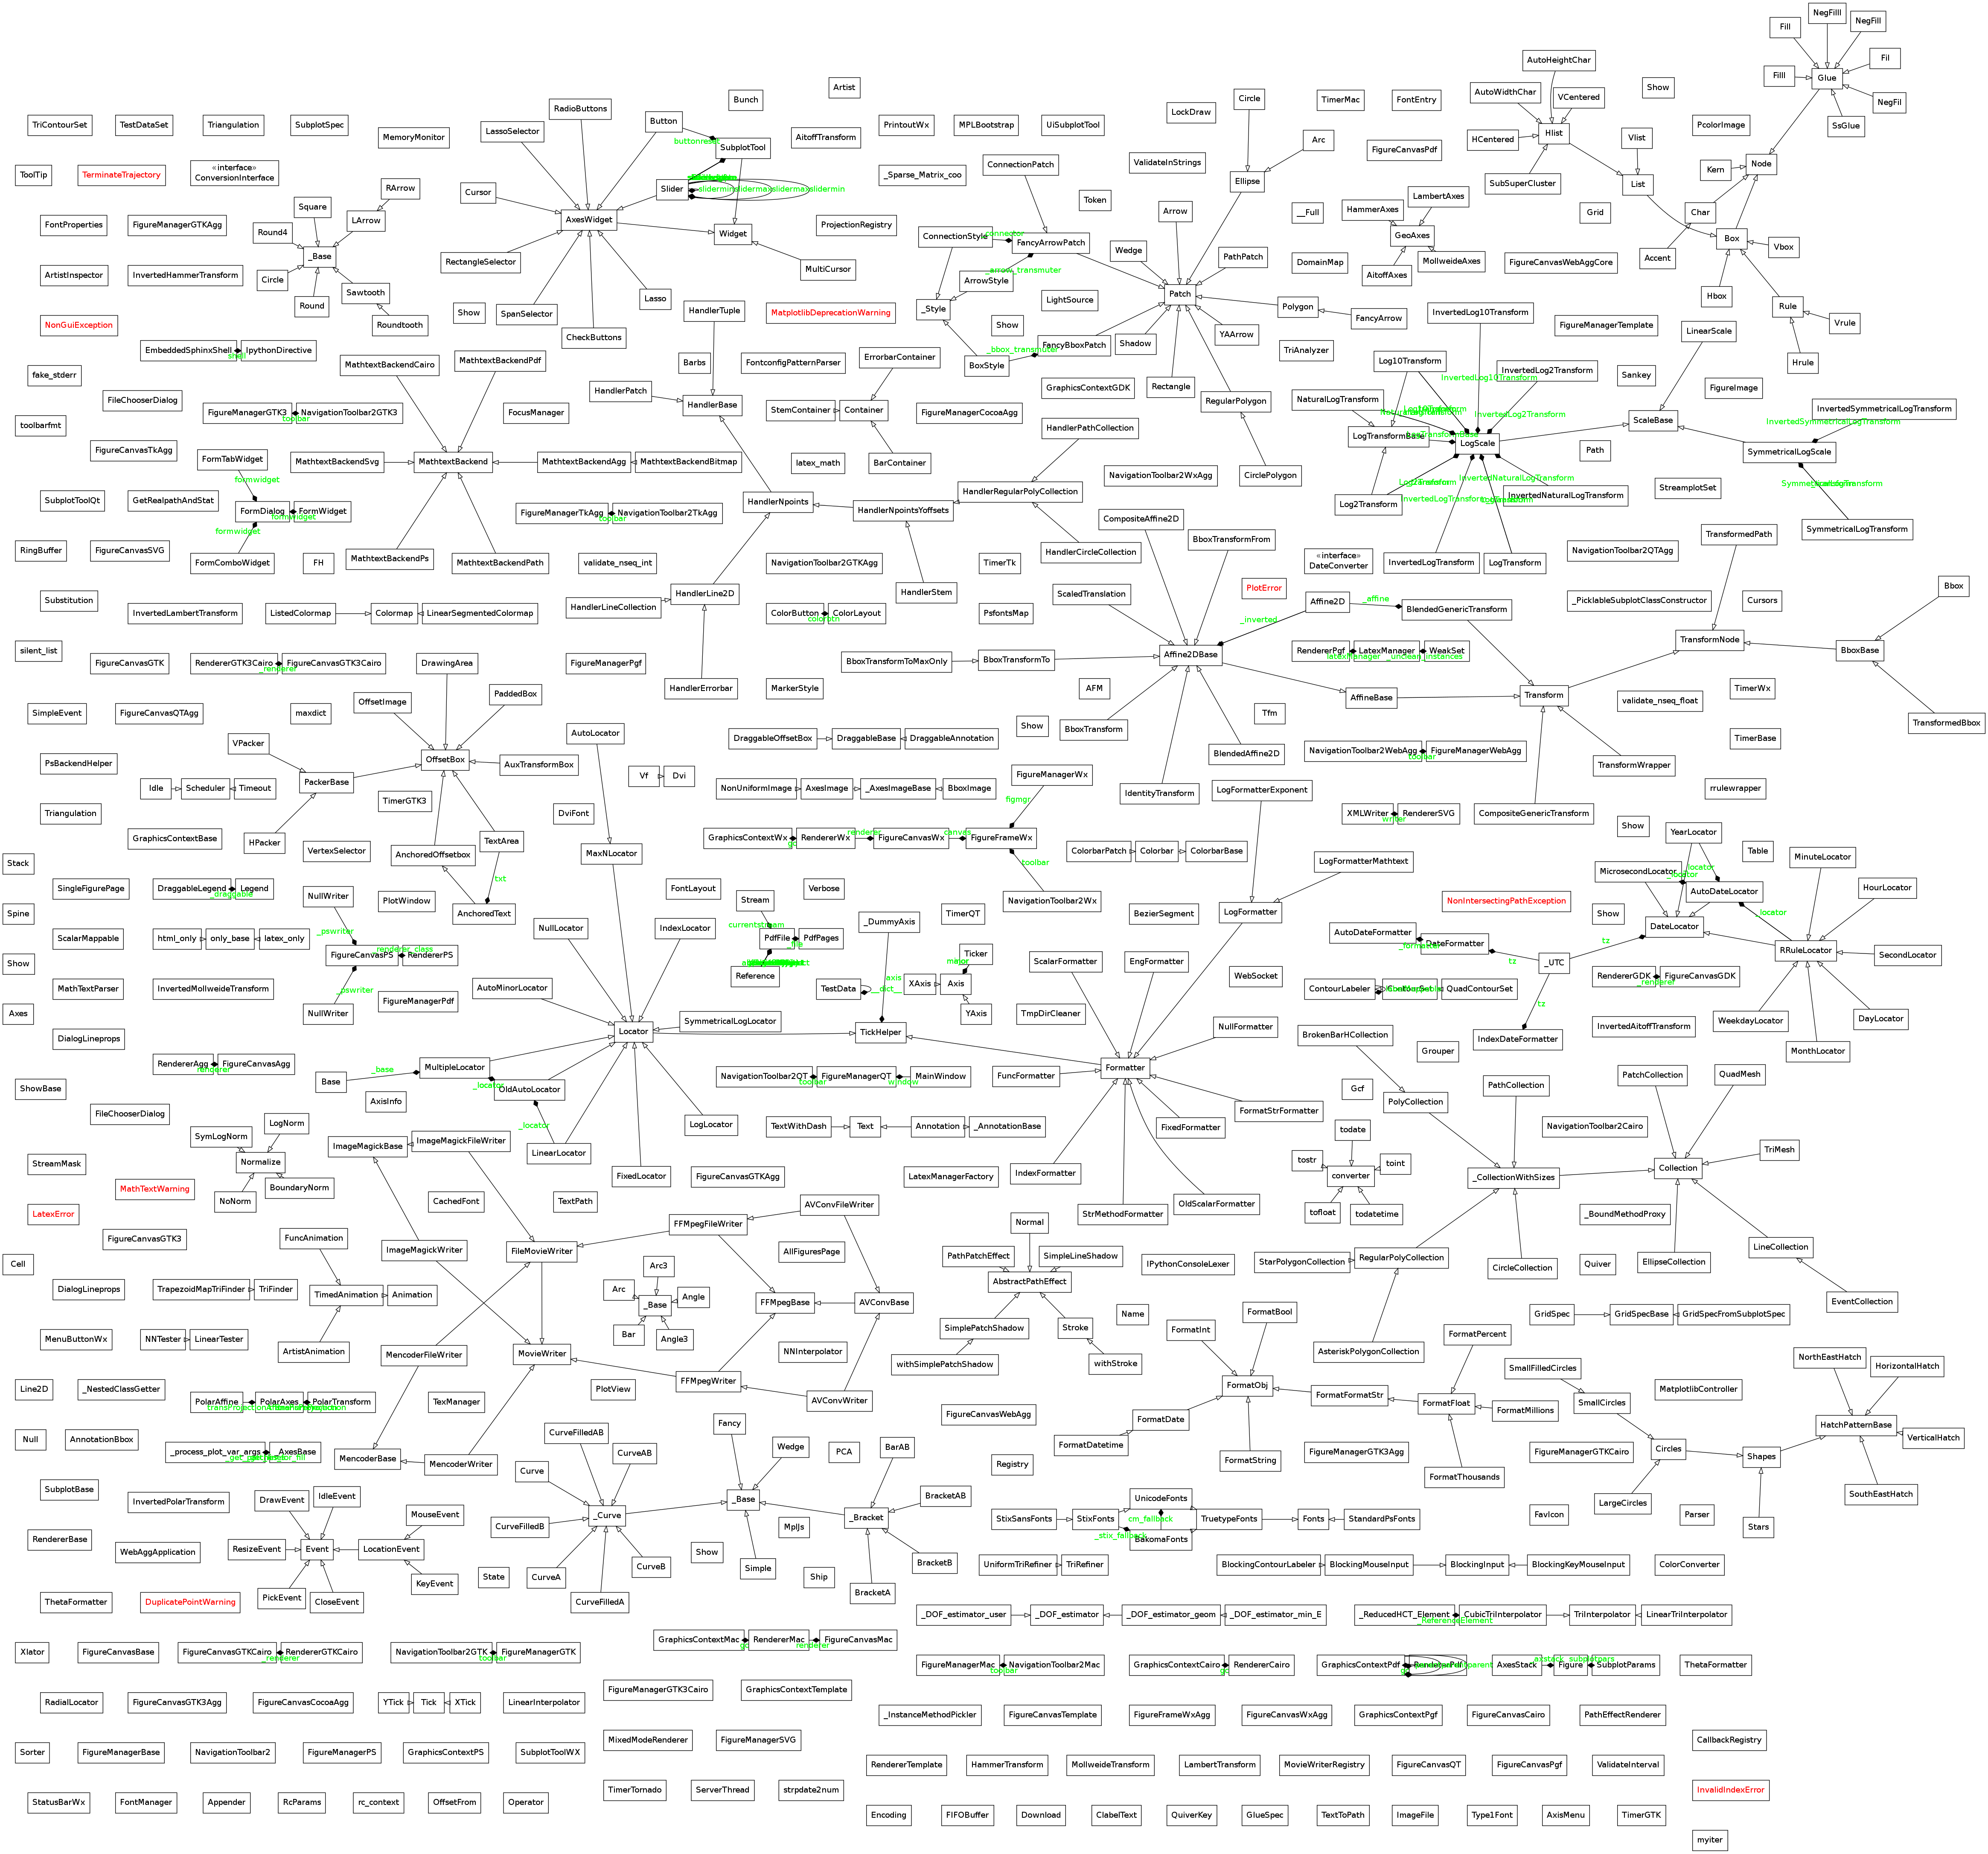 NegFilll
Fill
NegFill
AutoHeightChar
Fil
Filll
Glue
Artist
Show
AutoWidthChar
VCentered
Bunch
Circle
TimerMac
FontEntry
NegFil
RadioButtons
LockDraw
SsGlue
LassoSelector
Button
TriContourSet
TestDataSet
Triangulation
SubplotSpec
PrintoutWx
MPLBootstrap
UiSubplotTool
PcolorImage
MemoryMonitor
AitoffTransform
HCentered
Hlist
Vlist
Arc
buttonreset
SubplotTool
FigureCanvasPdf
ConnectionPatch
ValidateInStrings
Node
Kern
ToolTip
TerminateTrajectory
«interface»
ConversionInterface
_Sparse_Matrix_coo
Ellipse
SubSuperCluster
List
RArrow
Slider
slidermin
slidermax
slidermax
slidermin
Cursor
LambertAxes
Token
Square
LArrow
HammerAxes
Arrow
__Full
Grid
Char
FontProperties
FigureManagerGTKAgg
AxesWidget
ProjectionRegistry
Round4
Widget
ConnectionStyle
connector
FancyArrowPatch
GeoAxes
Box
Vbox
Wedge
PathPatch
_Base
RectangleSelector
MultiCursor
DomainMap
MollweideAxes
FigureCanvasWebAggCore
Accent
ArtistInspector
InvertedHammerTransform
_arrow_transmuter
AitoffAxes
Circle
ArrowStyle
Sawtooth
Patch
Hbox
Lasso
LightSource
Round
HandlerTuple
MatplotlibDeprecationWarning
_Style
Polygon
Rule
SpanSelector
Show
InvertedLog10Transform
FancyArrow
NonGuiException
Roundtooth
Show
FigureManagerTemplate
LinearScale
Vrule
CheckButtons
YAArrow
Shadow
FancyBboxPatch
_bbox_transmuter
EmbeddedSphinxShell
shell
IpythonDirective
TriAnalyzer
BoxStyle
ErrorbarContainer
MathtextBackendPdf
MathtextBackendCairo
Barbs
FontconfigPatternParser
Log10Transform
Hrule
InvertedLog2Transform
InvertedLog10Transform
fake_stderr
Sankey
FigureImage
HandlerPatch
GraphicsContextGDK
Rectangle
FileChooserDialog
NaturalLogTransform
RegularPolygon
HandlerBase
FigureManagerGTK3
NavigationToolbar2GTK3
toolbar
FocusManager
StemContainer
Container
FigureManagerCocoaAgg
InvertedSymmetricalLogTransform
InvertedLog2Transform
InvertedSymmetricalLogTransform
ScaleBase
toolbarfmt
HandlerPathCollection
LogTransformBase
LogScale
FigureCanvasTkAgg
Path
SymmetricalLogScale
FormTabWidget
MathtextBackendSvg
MathtextBackend
MathtextBackendAgg
MathtextBackendBitmap
latex_math
BarContainer
CirclePolygon
NavigationToolbar2WxAgg
formwidget
InvertedNaturalLogTransform
StreamplotSet
SubplotToolQt
GetRealpathAndStat
HandlerNpoints
HandlerRegularPolyCollection
InvertedLogTransform
InvertedNaturalLogTransform
Log2Transform
FormDialog
FormWidget
formwidget
FigureManagerTkAgg
NavigationToolbar2TkAgg
toolbar
HandlerNpointsYoffsets
CompositeAffine2D
SymmetricalLogTransform
formwidget
BboxTransformFrom
TransformedPath
RingBuffer
FigureCanvasSVG
HandlerCircleCollection
NavigationToolbar2QTAgg
«interface»
DateConverter
InvertedLogTransform
LogTransform
FormComboWidget
FH
MathtextBackendPs
MathtextBackendPath
validate_nseq_int
NavigationToolbar2GTKAgg
TimerTk
PlotError
Bbox
HandlerLine2D
HandlerStem
ScaledTranslation
Substitution
_affine
Affine2D
_PicklableSubplotClassConstructor
Cursors
InvertedLambertTransform
ListedColormap
Colormap
LinearSegmentedColormap
HandlerLineCollection
ColorButton
ColorLayout
colorbtn
PsfontsMap
BlendedGenericTransform
_inverted
TransformNode
silent_list
BboxBase
FigureCanvasGTK
RendererGTK3Cairo
FigureCanvasGTK3Cairo
_renderer
DrawingArea
FigureManagerPgf
BboxTransformToMaxOnly
BboxTransformTo
Affine2DBase
RendererPgf
LatexManager
WeakSet
latexManager
_unclean_instances
HandlerErrorbar
MarkerStyle
AFM
AffineBase
Transform
TimerWx
PaddedBox
OffsetImage
validate_nseq_float
SimpleEvent
FigureCanvasQTAgg
maxdict
Tfm
TransformedBbox
Show
BboxTransform
AutoLocator
VPacker
DraggableOffsetBox
DraggableBase
DraggableAnnotation
TimerBase
BlendedAffine2D
NavigationToolbar2WebAgg
FigureManagerWebAgg
toolbar
OffsetBox
PsBackendHelper
AuxTransformBox
TransformWrapper
Vf
Dvi
FigureManagerWx
PackerBase
Idle
Scheduler
Timeout
NonUniformImage
AxesImage
_AxesImageBase
BboxImage
IdentityTransform
LogFormatterExponent
rrulewrapper
TimerGTK3
figmgr
Triangulation
DviFont
CompositeGenericTransform
XMLWriter
RendererSVG
writer
GraphicsContextBase
HPacker
TextArea
GraphicsContextWx
gc
RendererWx
renderer
FigureCanvasWx
canvas
FigureFrameWx
Show
YearLocator
VertexSelector
AnchoredOffsetbox
MaxNLocator
ColorbarPatch
Colorbar
ColorbarBase
Table
MinuteLocator
Stack
toolbar
LogFormatterMathtext
MicrosecondLocator
_locator
txt
SingleFigurePage
DraggableLegend
Legend
_draggable
FontLayout
Verbose
AutoDateLocator
HourLocator
NullWriter
PlotWindow
Stream
NavigationToolbar2Wx
NonIntersectingPathException
Spine
AnchoredText
TimerQT
BezierSegment
LogFormatter
Show
_locator
_pswriter
NullLocator
IndexLocator
currentstream
_DummyAxis
DateLocator
ScalarMappable
html_only
only_base
latex_only
PdfFile
PdfPages
_file
AutoDateFormatter
_formatter
DateFormatter
tz
FigureCanvasPS
_renderer_class
RendererPS
Ticker
minor
RRuleLocator
SecondLocator
Show
ScalarFormatter
EngFormatter
tz
_UTC
MathTextParser
InvertedMollweideTransform
_pswriter
Reference
WebSocket
RendererGDK
FigureCanvasGDK
_renderer
_axis
TestData
__dict__
XAxis
Axis
ContourLabeler
ContourSet
QuadContourSet
AutoMinorLocator
FigureManagerPdf
tz
Axes
NullWriter
YAxis
TmpDirCleaner
WeekdayLocator
DayLocator
SymmetricalLogLocator
InvertedAitoffTransform
DialogLineprops
Locator
TickHelper
NullFormatter
BrokenBarHCollection
IndexDateFormatter
MonthLocator
Grouper
RendererAgg
FigureCanvasAgg
renderer
MultipleLocator
_base
Formatter
Base
NavigationToolbar2QT
FigureManagerQT
MainWindow
toolbar
window
FuncFormatter
ShowBase
OldAutoLocator
_locator
Gcf
PathCollection
QuadMesh
PatchCollection
AxisInfo
PolyCollection
FileChooserDialog
LogLocator
FormatStrFormatter
LogNorm
_locator
TextWithDash
Text
Annotation
_AnnotationBase
FixedFormatter
todate
NavigationToolbar2Cairo
SymLogNorm
ImageMagickBase
ImageMagickFileWriter
LinearLocator
TriMesh
Normalize
StreamMask
tostr
toint
IndexFormatter
Collection
FixedLocator
FigureCanvasGTKAgg
LatexManagerFactory
converter
_CollectionWithSizes
MathTextWarning
BoundaryNorm
NoNorm
CachedFont
TextPath
AVConvFileWriter
OldScalarFormatter
StrMethodFormatter
tofloat
todatetime
LatexError
_BoundMethodProxy
FFMpegFileWriter
Normal
FigureCanvasGTK3
FuncAnimation
ImageMagickWriter
FileMovieWriter
AllFiguresPage
LineCollection
PathPatchEffect
SimpleLineShadow
IPythonConsoleLexer
StarPolygonCollection
RegularPolyCollection
EllipseCollection
Cell
Arc3
CircleCollection
Quiver
AbstractPathEffect
DialogLineprops
TrapezoidMapTriFinder
TriFinder
TimedAnimation
Animation
Arc
Angle
_Base
FFMpegBase
AVConvBase
EventCollection
Name
FormatBool
GridSpec
GridSpecBase
GridSpecFromSubplotSpec
FormatInt
SimplePatchShadow
Stroke
MenuButtonWx
NNTester
LinearTester
Bar
Angle3
FormatPercent
ArtistAnimation
MencoderFileWriter
MovieWriter
NNInterpolator
AsteriskPolygonCollection
withSimplePatchShadow
withStroke
NorthEastHatch
SmallFilledCircles
HorizontalHatch
Line2D
_NestedClassGetter
FFMpegWriter
PlotView
FormatObj
FormatFormatStr
MatplotlibController
PolarAffine
PolarAxes
PolarTransform
TexManager
AVConvWriter
FormatFloat
SmallCircles
FormatMillions
FigureCanvasWebAgg
Fancy
FormatDate
HatchPatternBase
CurveFilledAB
Null
AnnotationBbox
FormatDatetime
VerticalHatch
_process_plot_var_args
_AxesBase
CurveAB
Wedge
PCA
BarAB
FigureManagerGTK3Agg
FigureManagerGTKCairo
Circles
MencoderBase
MencoderWriter
FormatString
Shapes
Curve
Registry
FormatThousands
SubplotBase
InvertedPolarTransform
DrawEvent
IdleEvent
_Base
BracketAB
UnicodeFonts
SouthEastHatch
LargeCircles
MouseEvent
_Curve
_Bracket
StixSansFonts
StixFonts
cm_fallback
TruetypeFonts
Fonts
StandardPsFonts
FavIcon
Parser
CurveFilledB
MplJs
_stix_fallback
Stars
RendererBase
BakomaFonts
WebAggApplication
ResizeEvent
Event
LocationEvent
Show
BracketB
CurveB
Simple
UniformTriRefiner
TriRefiner
BlockingContourLabeler
BlockingMouseInput
BlockingInput
BlockingKeyMouseInput
ColorConverter
KeyEvent
State
CurveA
Ship
BracketA
ThetaFormatter
DuplicatePointWarning
PickEvent
CloseEvent
CurveFilledA
_DOF_estimator_user
_DOF_estimator
_DOF_estimator_geom
_DOF_estimator_min_E
_ReducedHCT_Element
CubicTriInterpolator
_ReferenceElement
TriInterpolator
LinearTriInterpolator
GraphicsContextMac
gc
RendererMac
renderer
FigureCanvasMac
Xlator
FigureCanvasBase
FigureCanvasGTKCairo
RendererGTKCairo
_renderer
NavigationToolbar2GTK
FigureManagerGTK
toolbar
FigureManagerMac
NavigationToolbar2Mac
toolbar
GraphicsContextCairo
RendererCairo
gc
GraphicsContextPdf
RendererPdf
AxesStack
_axstack
Figure
subplotpars
SubplotParams
ThetaFormatter
FigureManagerGTK3Cairo
GraphicsContextTemplate
RadialLocator
FigureCanvasGTK3Agg
FigureCanvasCocoaAgg
YTick
Tick
XTick
LinearInterpolator
_InstanceMethodPickler
FigureCanvasTemplate
FigureFrameWxAgg
FigureCanvasWxAgg
GraphicsContextPgf
FigureCanvasCairo
PathEffectRenderer
MixedModeRenderer
FigureManagerSVG
CallbackRegistry
Sorter
FigureManagerBase
NavigationToolbar2
FigureManagerPS
GraphicsContextPS
SubplotToolWX
RendererTemplate
HammerTransform
MollweideTransform
LambertTransform
MovieWriterRegistry
FigureCanvasQT
FigureCanvasPgf
ValidateInterval
TimerTornado
ServerThread
strpdate2num
InvalidIndexError
StatusBarWx
FontManager
Appender
RcParams
rc_context
OffsetFrom
Operator
Encoding
FIFOBuffer
Download
ClabelText
QuiverKey
GlueSpec
TextToPath
ImageFile
Type1Font
AxisMenu
TimerGTK
myiter